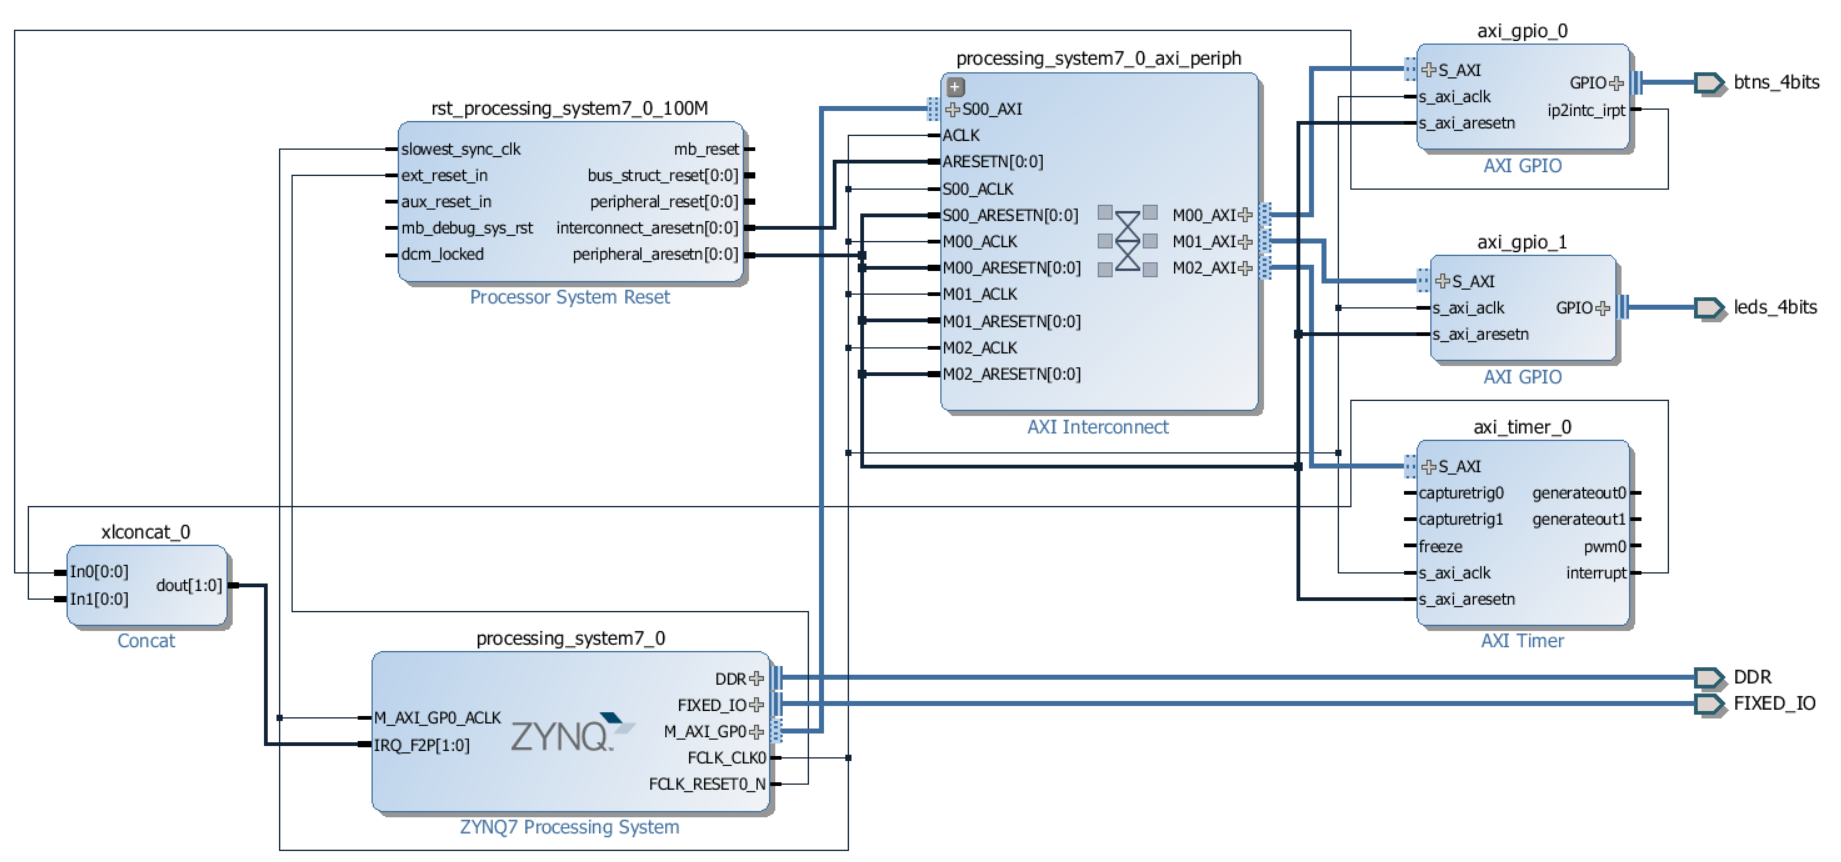 axi_gpio_0
S_AXI
s_axi_aclk
s_axi_aresetn
GPIO
ip2intc_irpt
AXI GPIO
btns_4bits
processing_system7_0_axi_periph
S00_AXI
ACLK
ARESETN[0:0]
S00_ACLK
S00_ARESETN[0:0]
M00_ACLK
M00_ARESETN[0:0]
M01_ACLK
M01_ARESETN[0:0]
M02_ACLK
M02_ARESETN[0:0]
M00_AXI
M01_AXI
M02_AXI
AXI Interconnect
rst_processing_system7_0_100M
slowest_sync_clk
ext_reset_in
aux_reset_in
mb_debug_sys_rst
dcm_locked
mb_reset
bus_struct_reset[0:0]
peripheral_reset[0:0]
interconnect_aresetn[0:0]
peripheral_aresetn[0:0]
Processor System Reset
axi_gpio_1
S_AXI
s_axi_aclk
s_axi_aresetn
GPIO
AXI GPIO
leds_4bits
axi_timer_0
S_AXI
capturetrig0
capturetrig1
freeze
s_axi_aclk
s_axi_aresetn
generateout0
generateout1
pwm0
interrupt
AXI Timer
xlconcat_0
In0[0:0]
In1[0:0]
dout[1:0]
Concat
processing_system7_0
M_AXI_GP0_ACLK
IRQ_F2P[1:0]
ZYNQ
DDR
FIXED_IO
M_AXI_GP0
FCLK_CLK0
FCLK_RESET0_N
ZYNQ7 Processing System
DDR
FIXED_IO